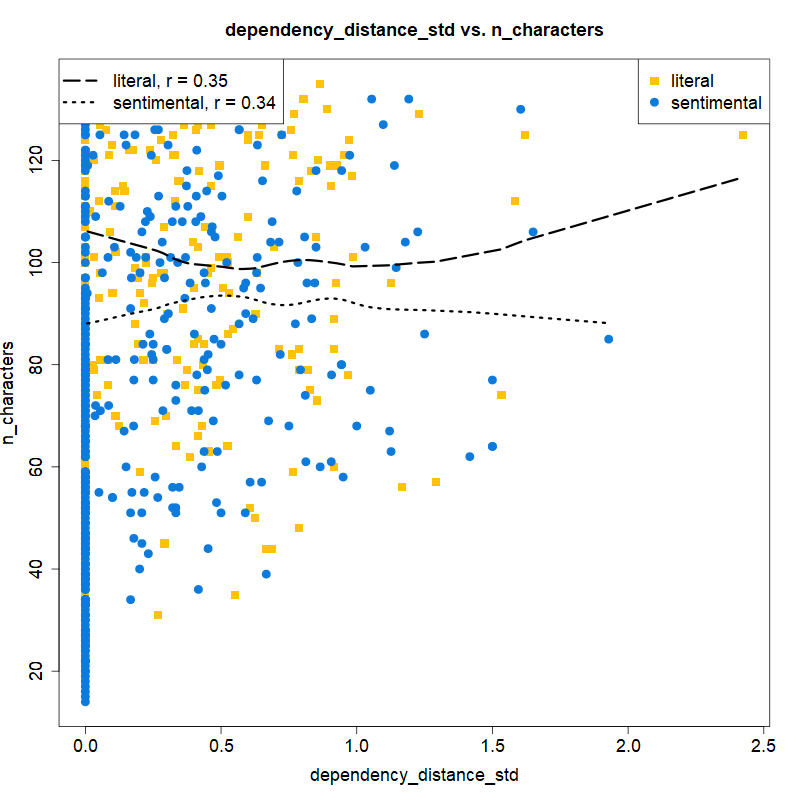 dependency_distance_std vs. n_characters
literal, r = 0.35
sentimental, r = 0.34
literal
sentimental
n_characters
120
100
80
60
40
20
0.0 0.5 1.0 1.5 2.0 2.5
dependency_distance_std